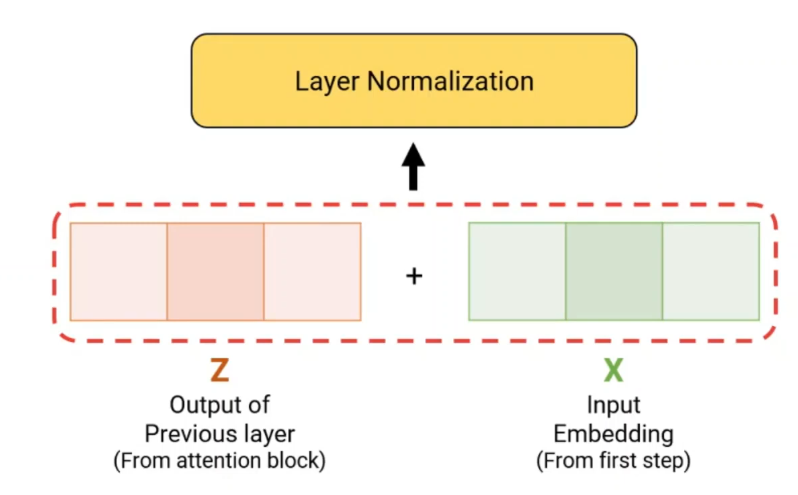 Layer Normalization
+
Z
Output of
Previous layer
(From attention block)
X
Input
Embedding
(From first step)